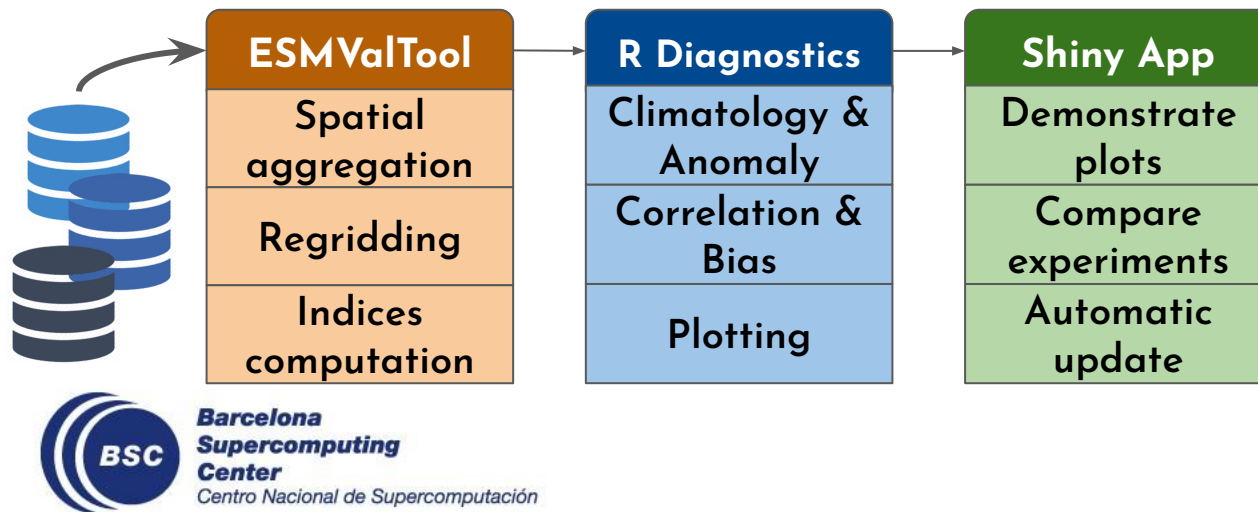 ESMValTool
Spatial
aggregation
Regridding
Indices
computation
R Diagnostics
Climatology &
Anomaly
Correlation &
Bias
Plotting
Shiny App
Demonstrate
plots
Compare
experiments
Automatic
update
BSC
Barcelona
Supercomputing
Center
Centro Nacional de Supercomputación